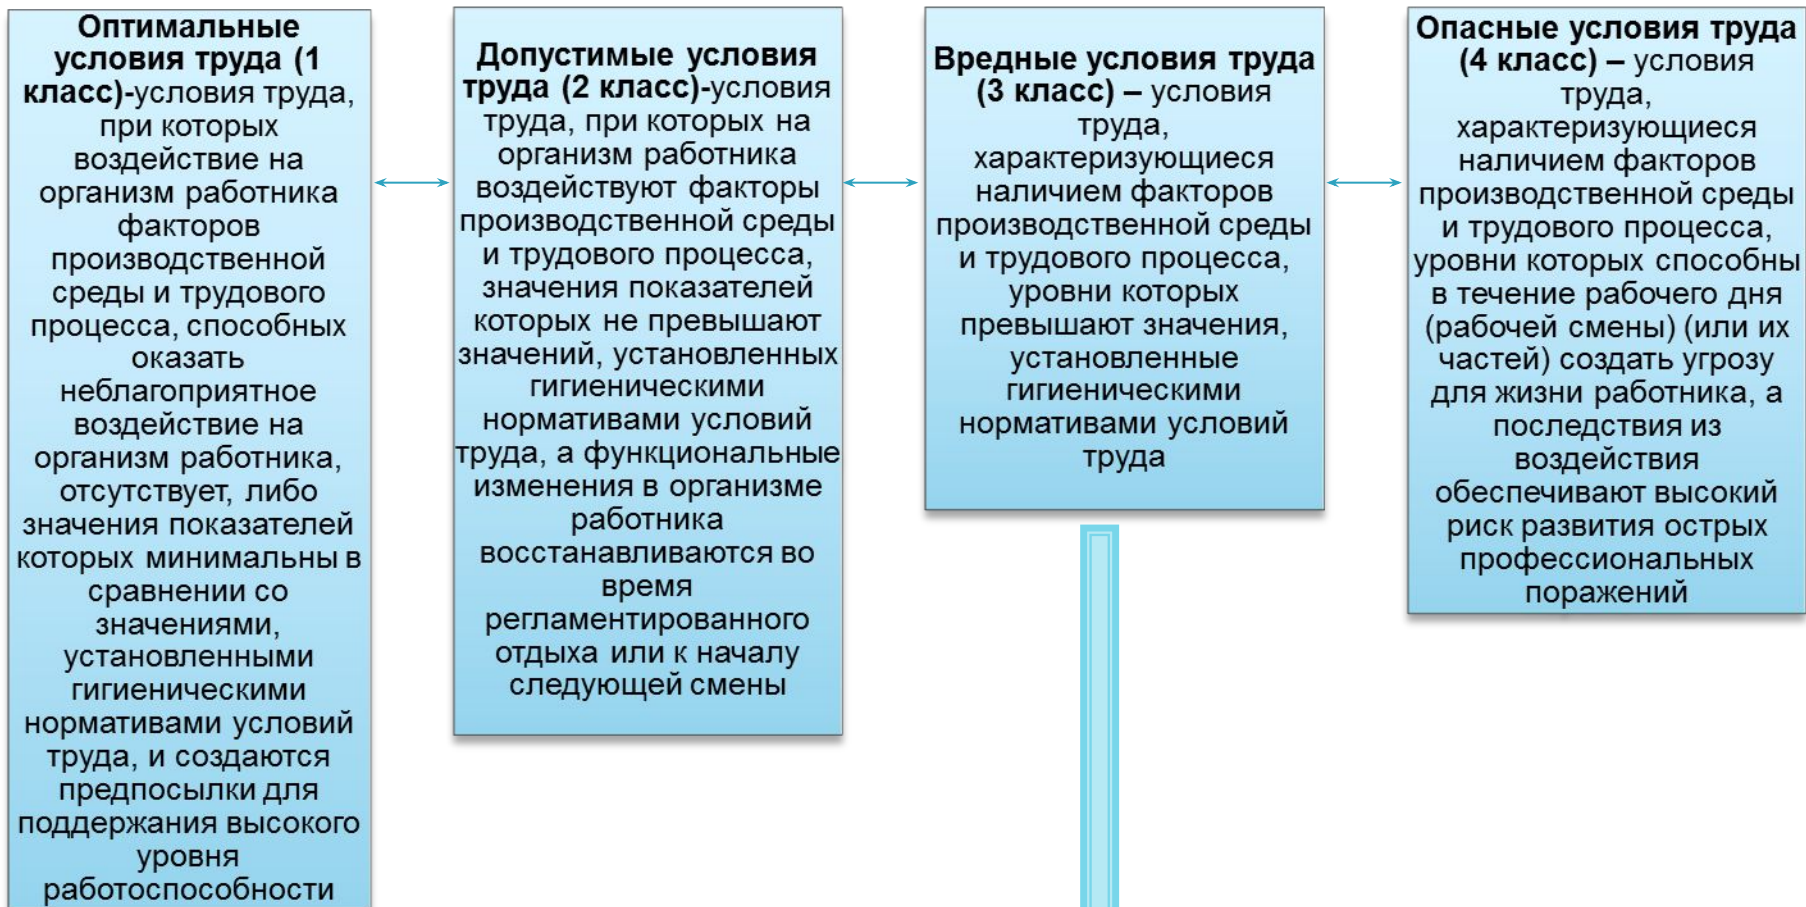 Оптимальные
условия труда (1
класс)-условия труда,
при которых
воздействие на
организм работника
факторов
производственной
среды и трудового
процесса, способных
оказать
неблагоприятное
воздействие на
организм работника,
отсутствует, либо
значения показателей
которых минимальны в
сравнении со
значениями,
установленными
гигиеническими
нормативами условий
труда, и создаются
предпосылки для
поддержания высокого
уровня
работоспособности
Допустимые условия
труда (2 класс)-условия
труда, при которых на
организм работника
воздействуют факторы
производственной среды
и трудового процесса,
значения показателей
которых не превышают
значений, установленных
гигиеническими
нормативами условий
труда, а функциональные
изменения в организме
работника
восстанавливаются во
время
регламентированного
отдыха или к началу
следующей смены
Вредные условия труда
(3 класс) – условия
труда,
характеризующиеся
наличием факторов
производственной среды
и трудового процесса,
уровни которых
превышают значения,
установленные
гигиеническими
нормативами условий
труда
Опасные условия труда
(4 класс) – условия
труда,
характеризующиеся
наличием факторов
производственной среды
и трудового процесса,
уровни которых способны
в течение рабочего дня
(рабочей смены) (или их
частей) создать угрозу
для жизни работника, а
последствия из
воздействия
обеспечивают высокий
риск развития острых
профессиональных
поражений